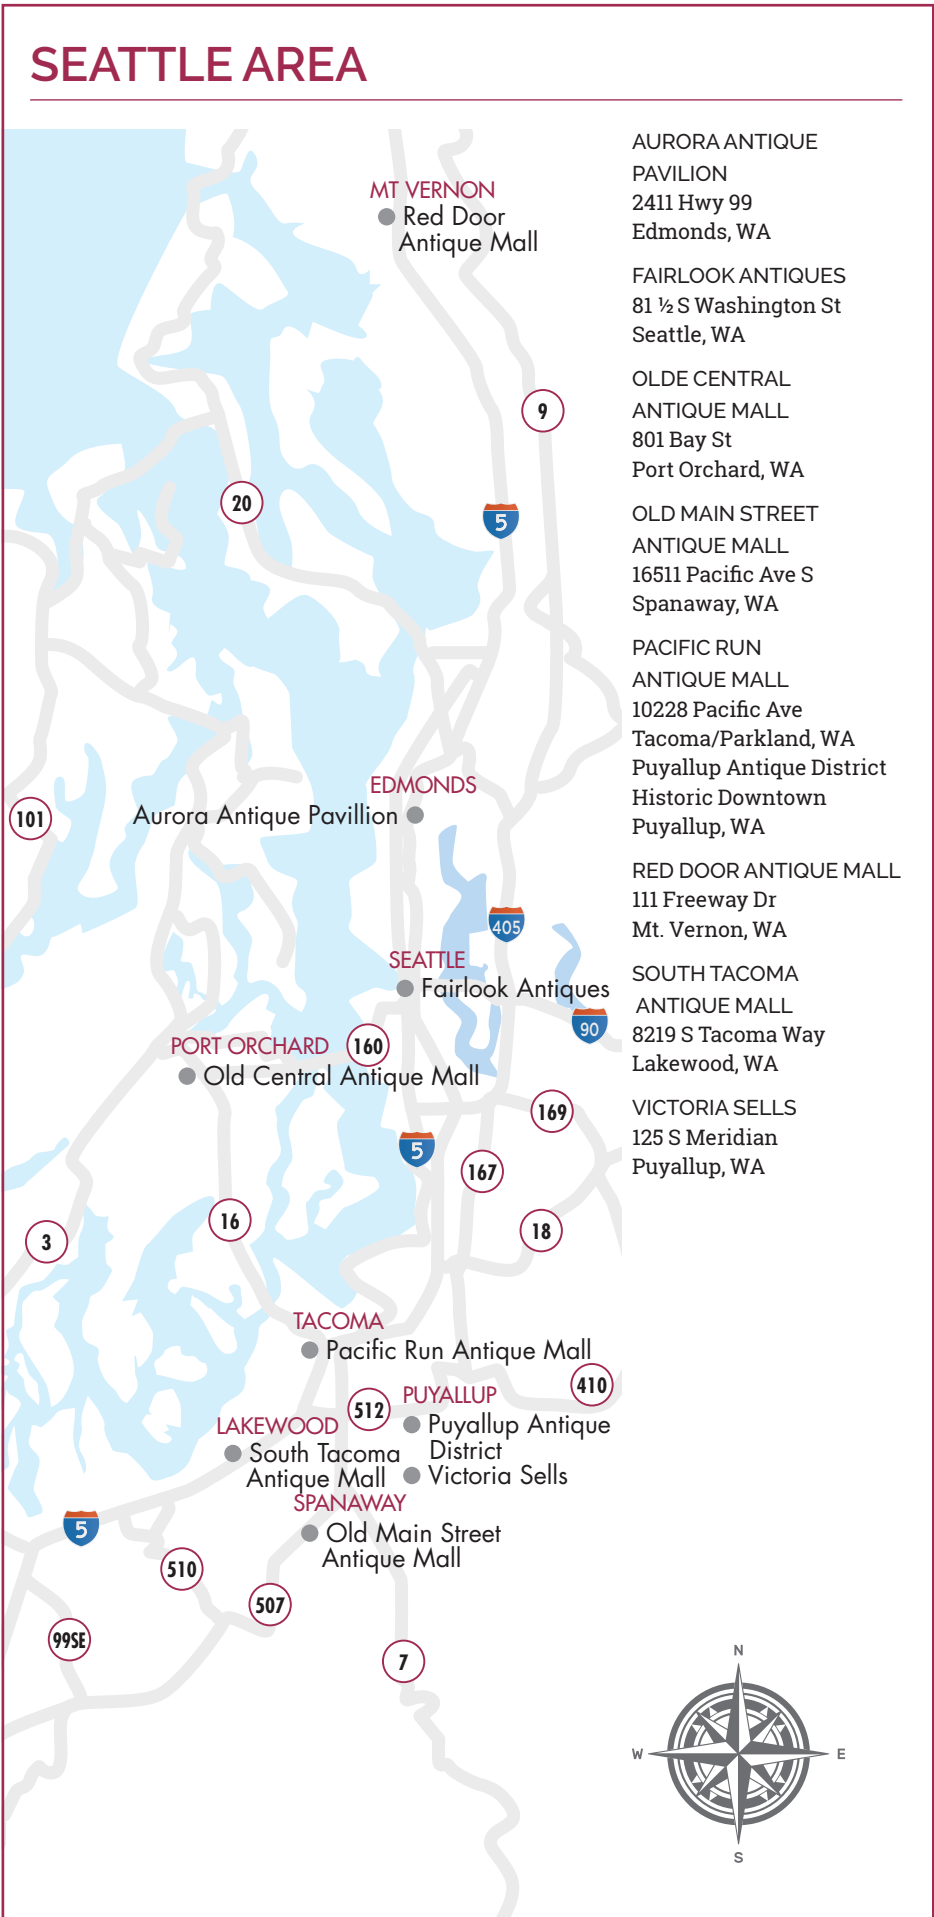 SEATTLE AREA
MT VERNON
Red Door
Antique Mall
9
20
5
EDMONDS
Aurora Antique Pavillion
101
405
SEATTLE
Fairlook Antiques
90
PORT ORCHARD
160
Old Central Antique Mall
169
5
167
16
18
3
TACOMA
Pacific Run Antique Mall
410
PUYALLUP
512
Puyallup Antique
District
Victoria Sells
LAKEWOOD
South Tacoma
Antique Mall
SPANAWAY
Old Main Street
Antique Mall
5
510
507
99SE
7
AURORA ANTIQUE
PAVILION
2411 Hwy 99
Edmonds, WA
FAIRLOOK ANTIQUES
81 ½ S Washington St
Seattle, WA
OLDE CENTRAL
ANTIQUE MALL
801 Bay St
Port Orchard, WA
OLD MAIN STREET
ANTIQUE MALL
16511 Pacific Ave S
Spanaway, WA
PACIFIC RUN
ANTIQUE MALL
10228 Pacific Ave
Tacoma/Parkland, WA
Puyallup Antique District
Historic Downtown
Puyallup, WA
RED DOOR ANTIQUE MALL
111 Freeway Dr
Mt. Vernon, WA
SOUTH TACOMA
ANTIQUE MALL
8219 S Tacoma Way
Lakewood, WA
VICTORIA SELLS
125 S Meridian
Puyallup, WA
N
W
E
S